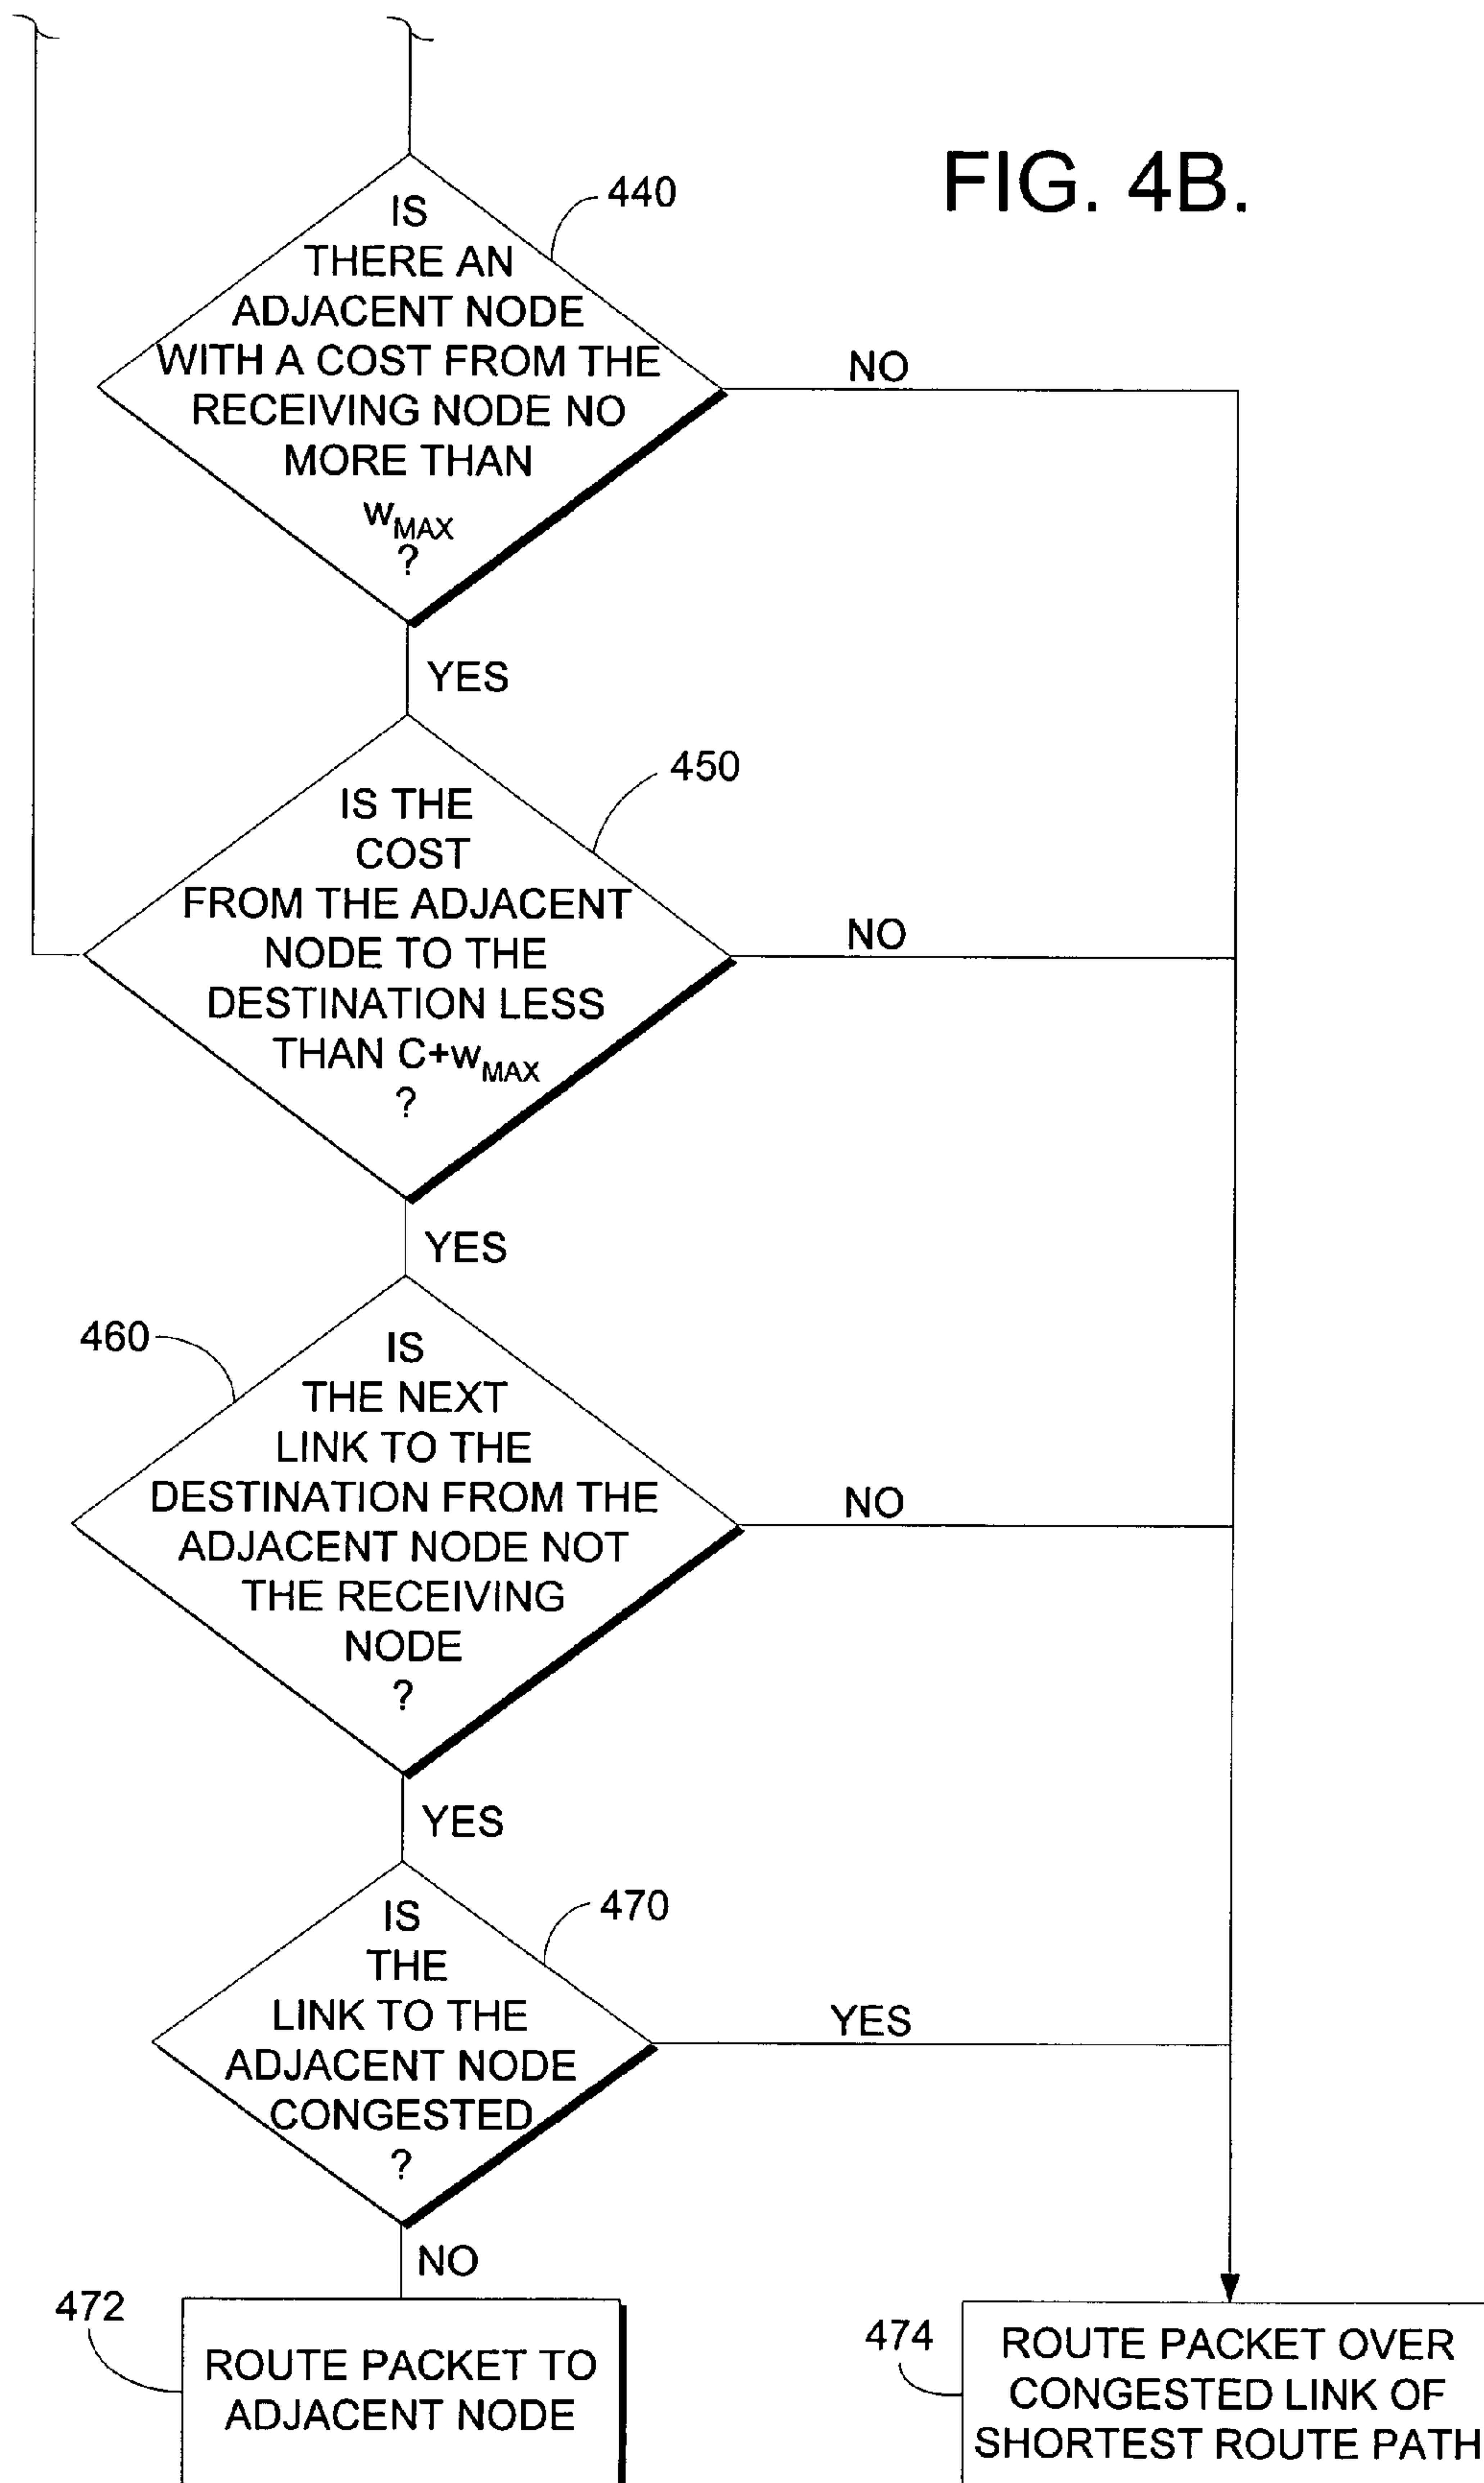 FIG. 4B.
440
IS
THERE AN
ADJACENT NODE
WITH A COST FROM THE
RECEIVING NODE NO
MORE THAN
wMAX
?
NO
YES
450
IS THE
COST
FROM THE ADJACENT
NODE TO THE
DESTINATION LESS
THAN C+wMAX
?
NO
YES
460
IS
THE NEXT
LINK TO THE
DESTINATION FROM THE
ADJACENT NODE NOT
THE RECEIVING
NODE
?
NO
YES
470
IS
THE
LINK TO THE
ADJACENT NODE
CONGESTED
?
YES
NO
472
ROUTE PACKET TO
ADJACENT NODE
474
ROUTE PACKET OVER
CONGESTED LINK OF
SHORTEST ROUTE PATH